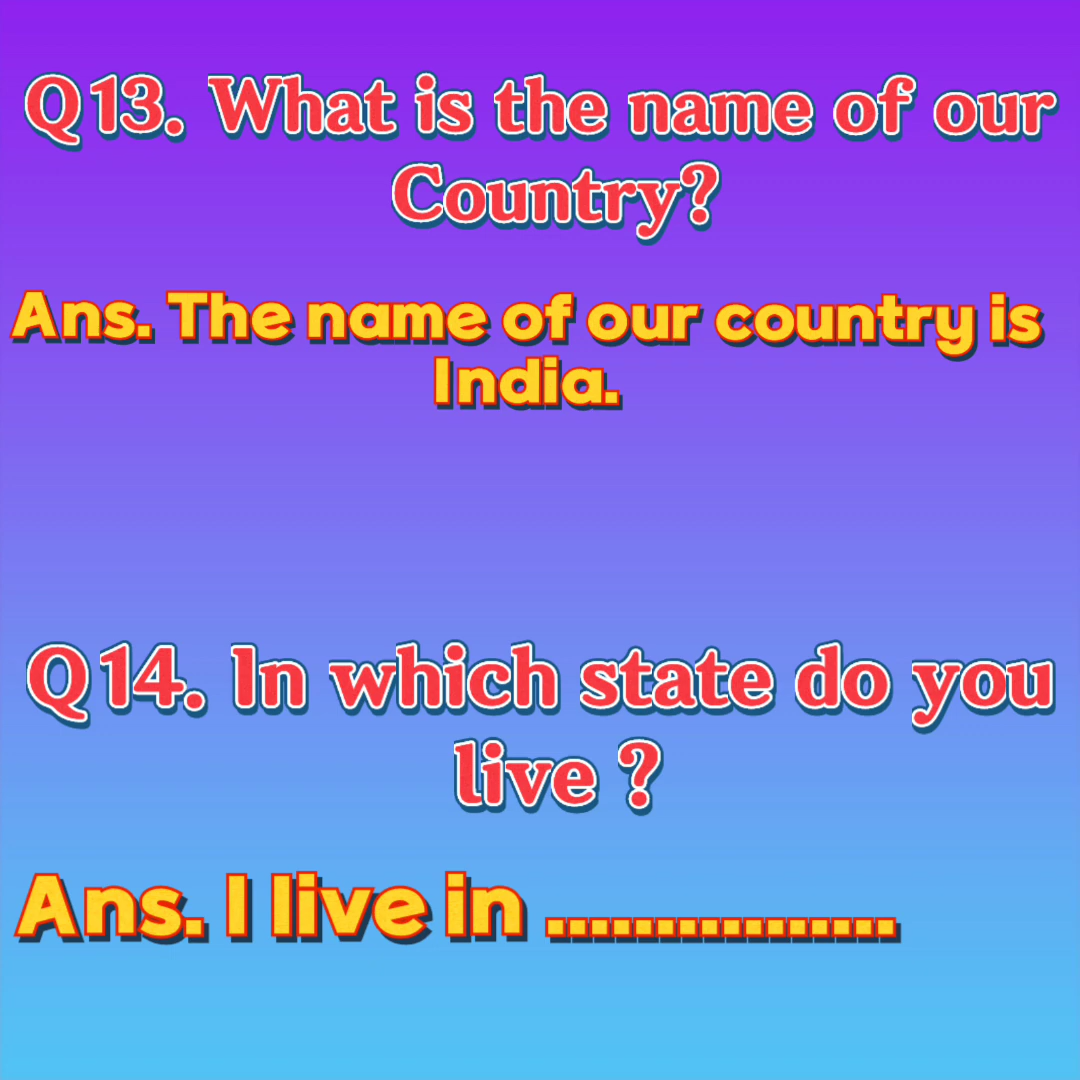 Q13. What is the name of our
Country?
Ans. The name of our country is
India.
Q14. In which state do you
live ?
Ans. I live in ................